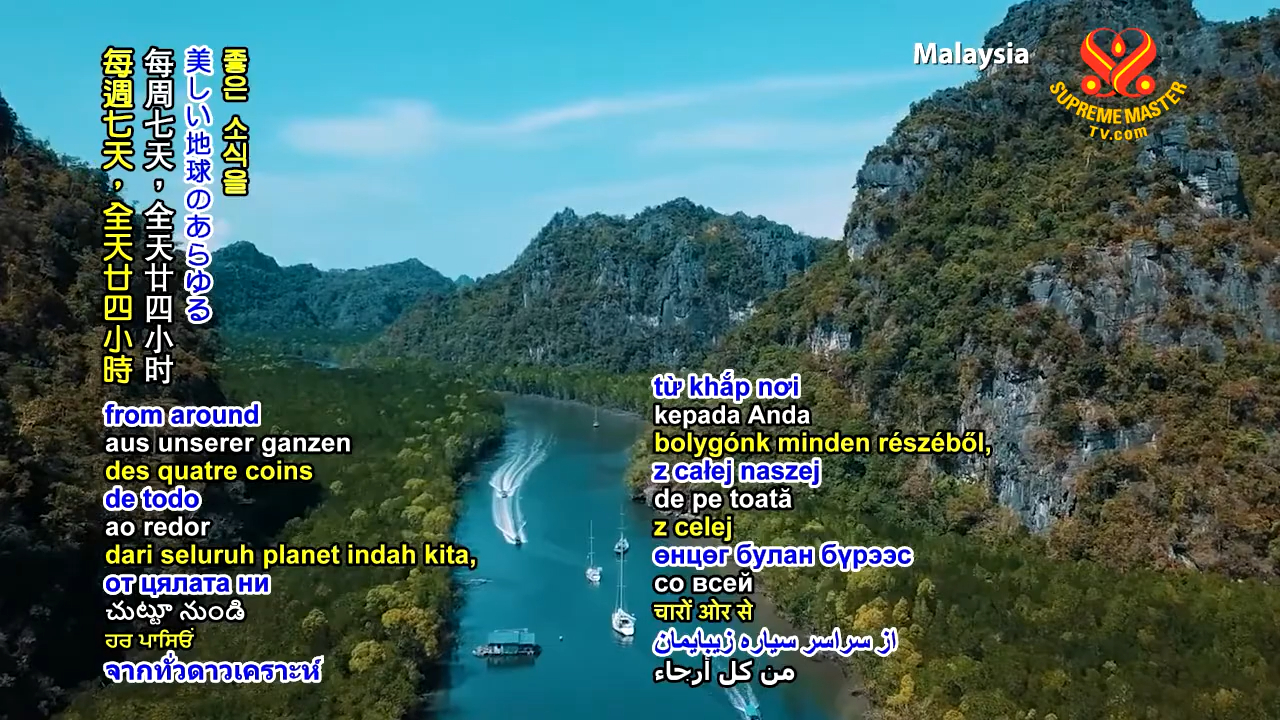 Malaysia
SUPREME MASTER
TV.com
좋은 소식을
美しい地球のあらゆる
每周七天，全天廿四小时
每週七天，全天廿四小時
from around
aus unserer ganzen
des quatre coins
de todo
ao redor
dari seluruh planet indah kita,
от цялата ни
చుట్టూ నుండి
ਹਰ ਪਾਸਿਓਂ
จากทั่วดาวเคราะห์
từ khắp nơi
kepada Anda
bolygónk minden részéből,
z całej naszej
de pe toată
z celej
өнцөг булан бүрээс
со всей
चारों ओर से
از سراسر سیاره زیبایمان
من كل أرجاء